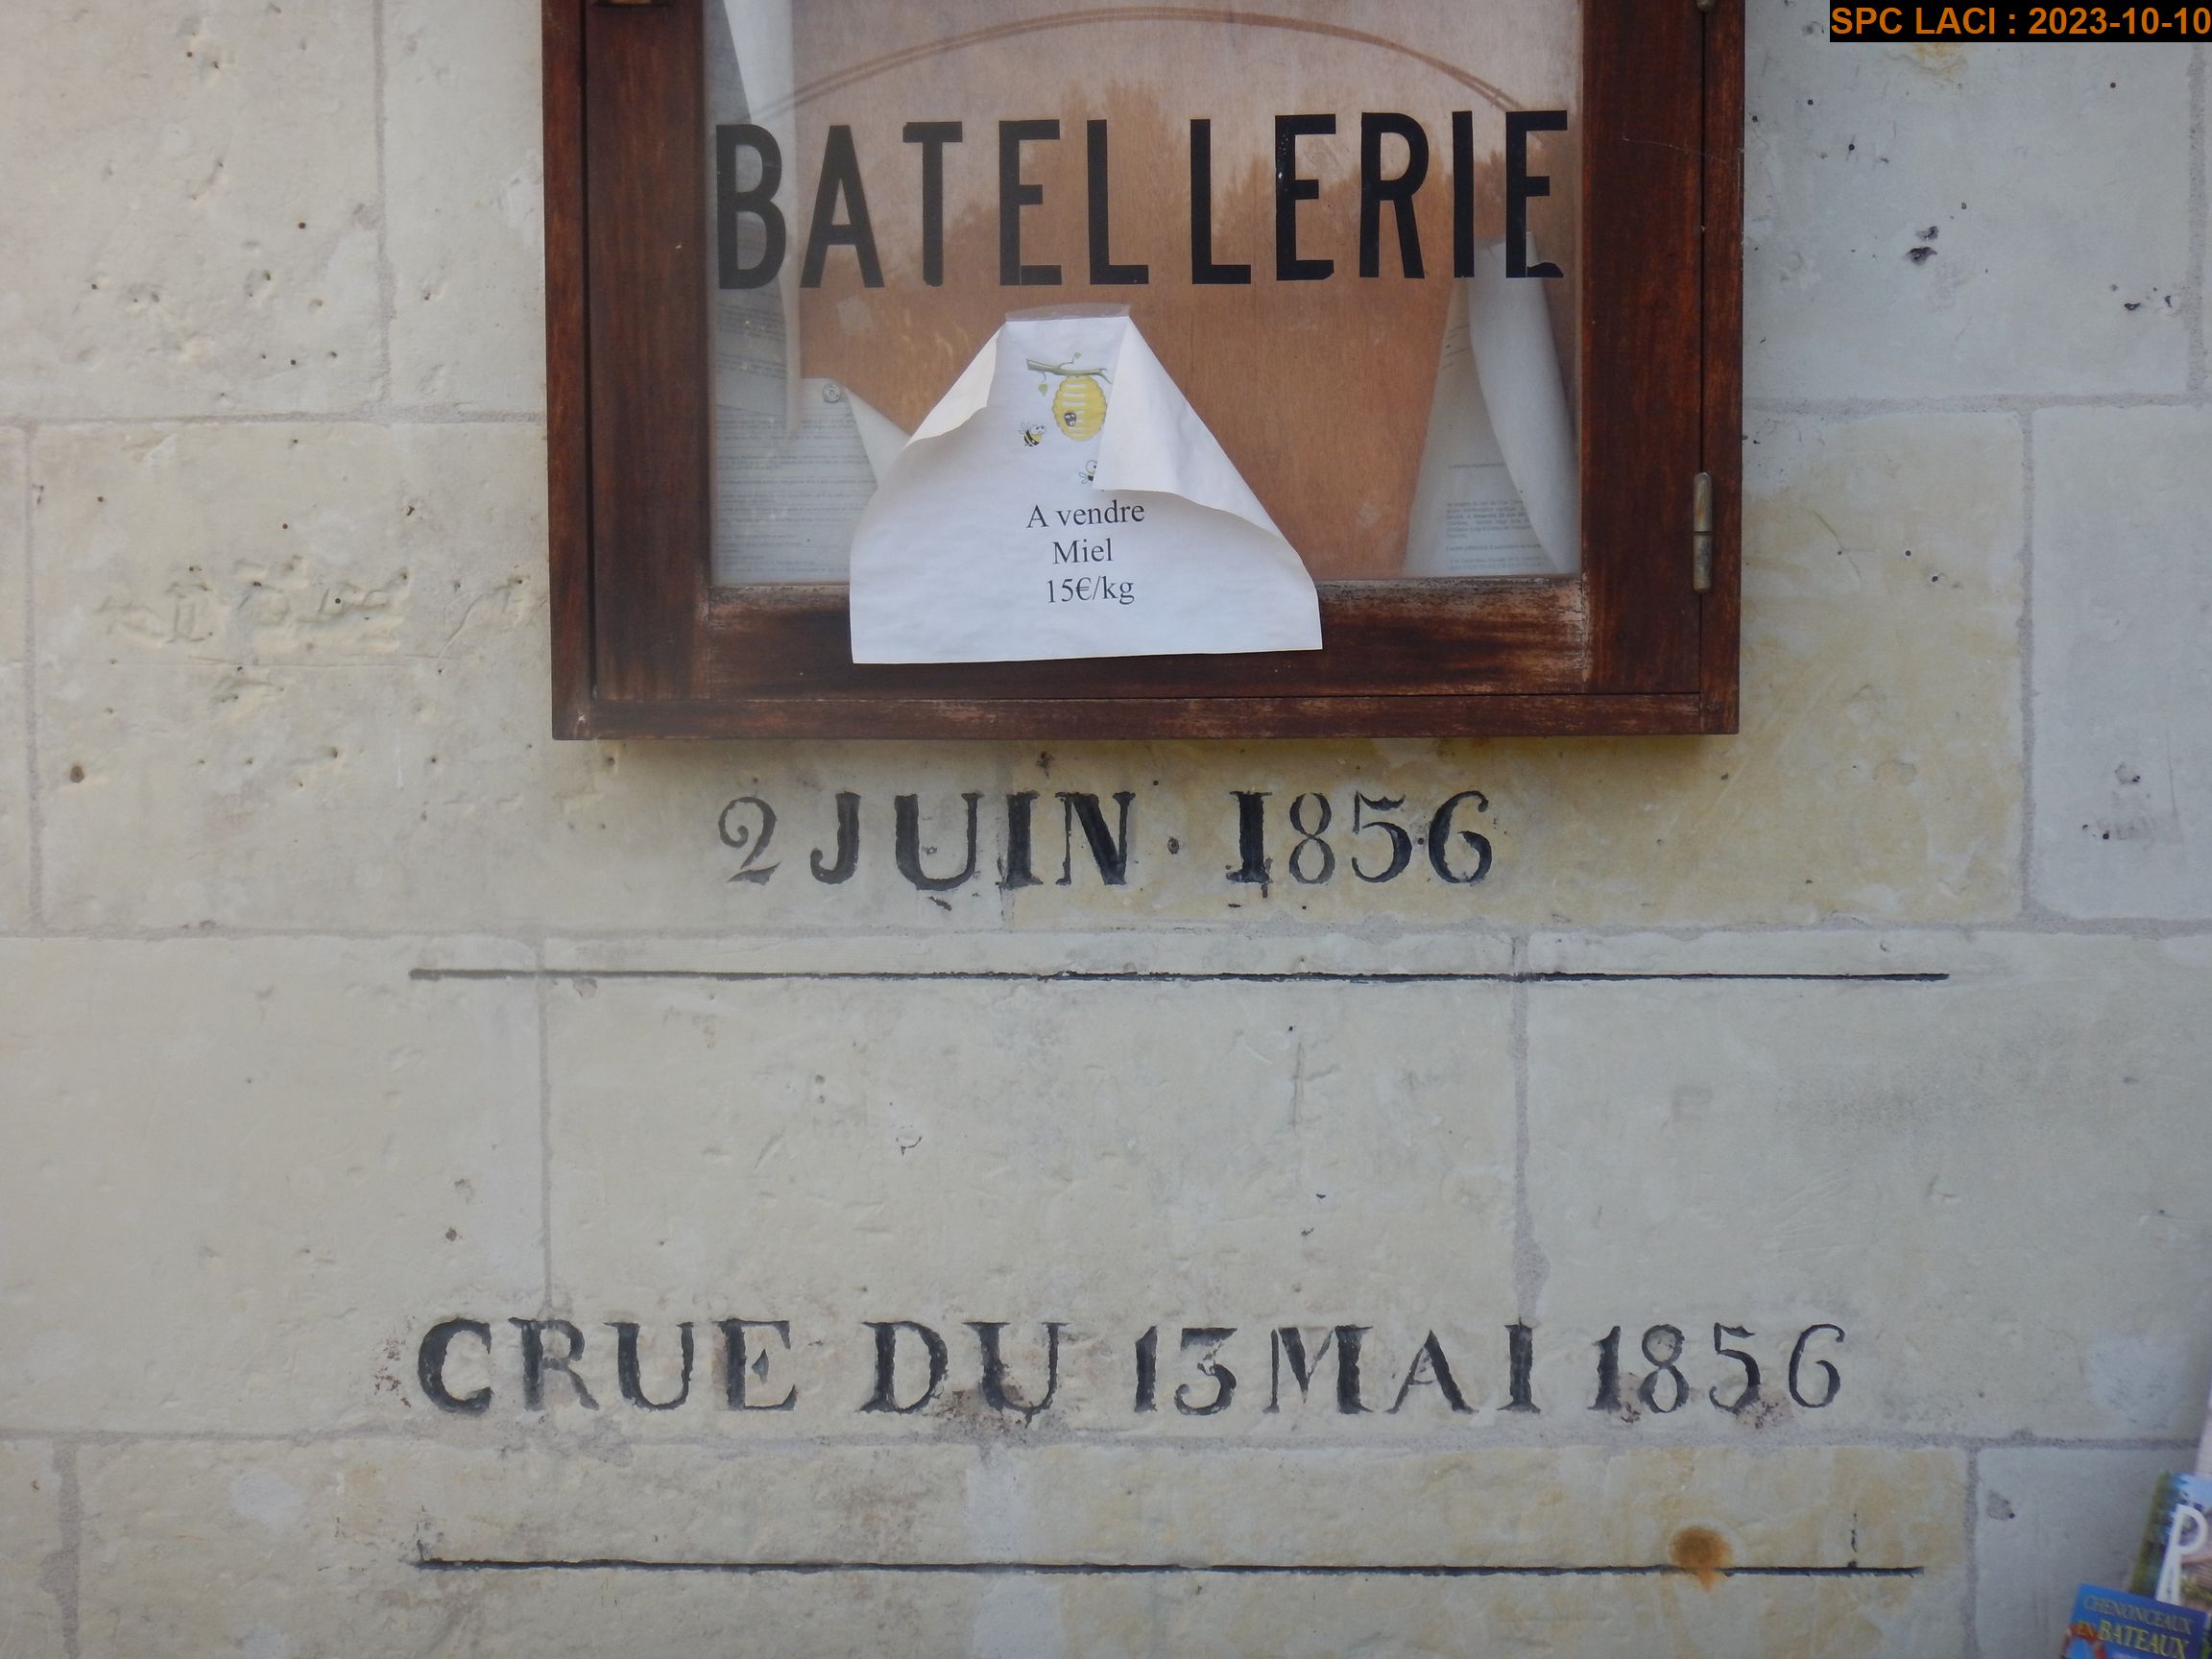 SPC LACI : 2023-10-10
BATELLERIE
A vendre
Miel
15€/kg
2 JUIN · 1856
CRUE DU 13 MAI 1856
CHENONCEAUX
EN BATEAUX